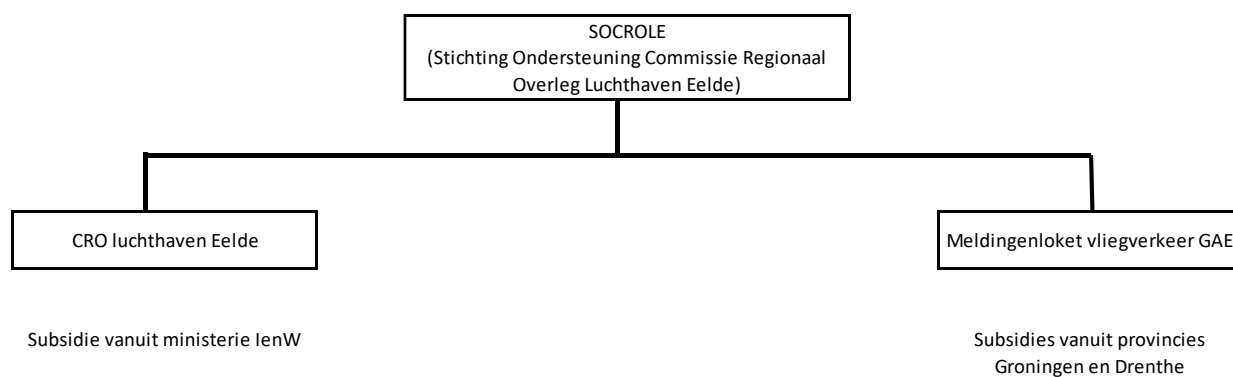 SOCROLE
(Stichting Ondersteuning Commissie Regionaal
Overleg Luchthaven Eelde)
CRO luchthaven Eelde
Meldingenloket vliegverkeer GAE
Subsidie vanuit ministerie IenW
Subsidies vanuit provincies
Groningen en Drenthe